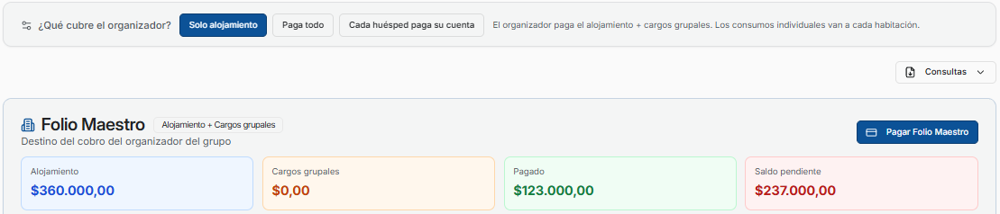 ¿Qué cubre el organizador? Solo alojamiento Paga todo Cada huésped paga su cuenta El organizador paga el alojamiento + cargos grupales. Los consumos individuales van a cada habitación.
Consultas
Folio Maestro Alojamiento + Cargos grupales
Destino del cobro del organizador del grupo
Pagar Folio Maestro
Alojamiento Cargos grupales Pagado Saldo pendiente
$360.000,00 $0,00 $123.000,00 $237.000,00